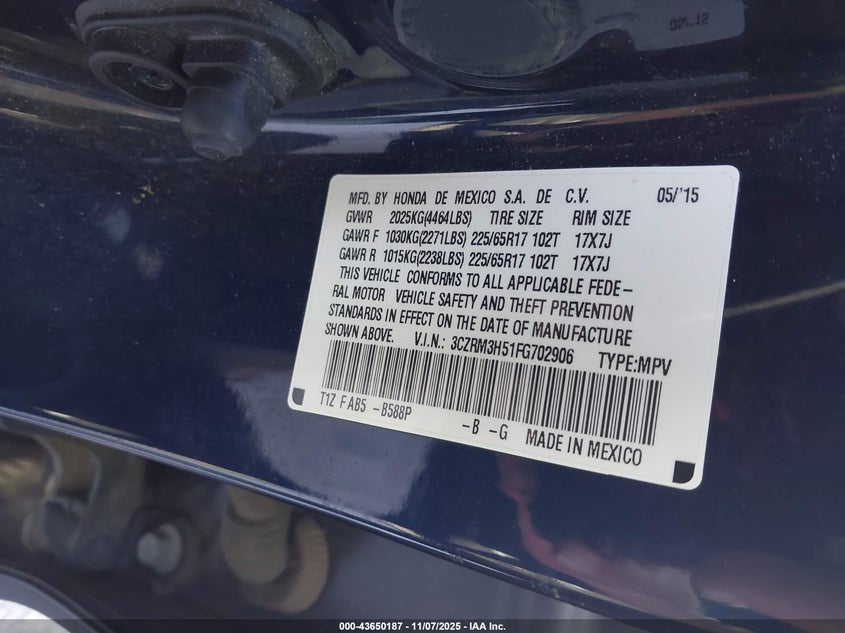 02/12
MFD. BY HONDA DE MEXICO S.A. DE C.V. 05/'15
GVWR 2025KG(4464LBS) TIRE SIZE RIM SIZE
GAWR F 1030KG(2271LBS) 225/65R17 102T 17X7J
GAWR R 1015KG(2238LBS) 225/65R17 102T 17X7J
THIS VEHICLE CONFORMS TO ALL APPLICABLE FEDE-
RAL MOTOR VEHICLE SAFETY AND THEFT PREVENTION
STANDARDS IN EFFECT ON THE DATE OF MANUFACTURE
SHOWN ABOVE. V.I.N.: 3CZRM3H51FG702906 TYPE:MPV
T1Z FAB5 -B588P -B -G MADE IN MEXICO
000-43650187 - 11/07/2025 - IAA Inc.